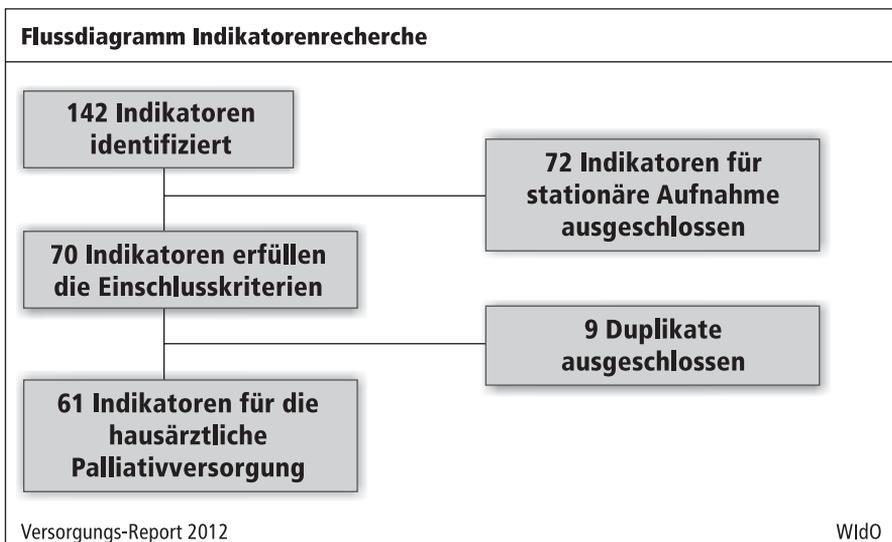 Flussdiagramm Indikatorenrecherche
142 Indikatoren
identifiziert
72 Indikatoren für
stationäre Aufnahme
ausgeschlossen
70 Indikatoren erfüllen
die Einschlusskriterien
9 Duplikate
ausgeschlossen
61 Indikatoren für die
hausärztliche
Palliativversorgung
Versorgungs-Report 2012
WIdO